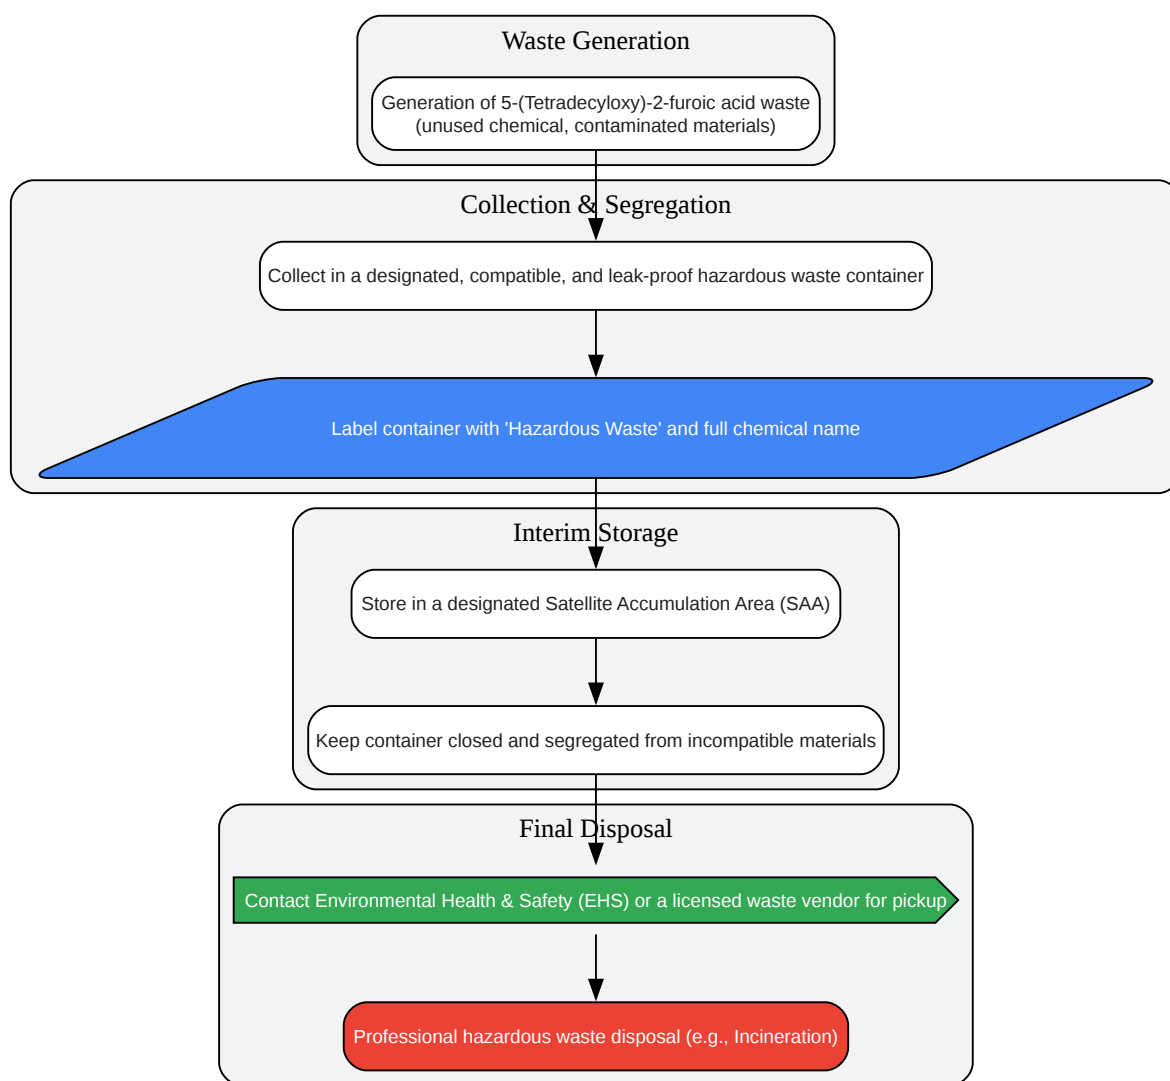 Waste Generation
Generation of 5-(Tetradecyloxy)-2-furoic acid waste
(unused chemical, contaminated materials)
Collection & Segregation
Collect in a designated, compatible, and leak-proof hazardous waste container
Label container with 'Hazardous Waste' and full chemical name
Interim Storage
Store in a designated Satellite Accumulation Area (SAA)
Keep container closed and segregated from incompatible materials
Final Disposal
Contact Environmental Health & Safety (EHS) or a licensed waste vendor for pickup
Professional hazardous waste disposal (e.g., Incineration)